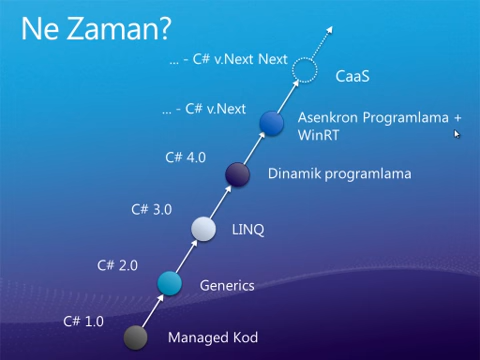 Ne Zaman?
... - C# v.Next Next
CaaS
... - C# v.Next
Asenkron Programlama +
WinRT
C# 4.0
Dinamik programlama
C# 3.0
LINQ
C# 2.0
Generics
C# 1.0
Managed Kod